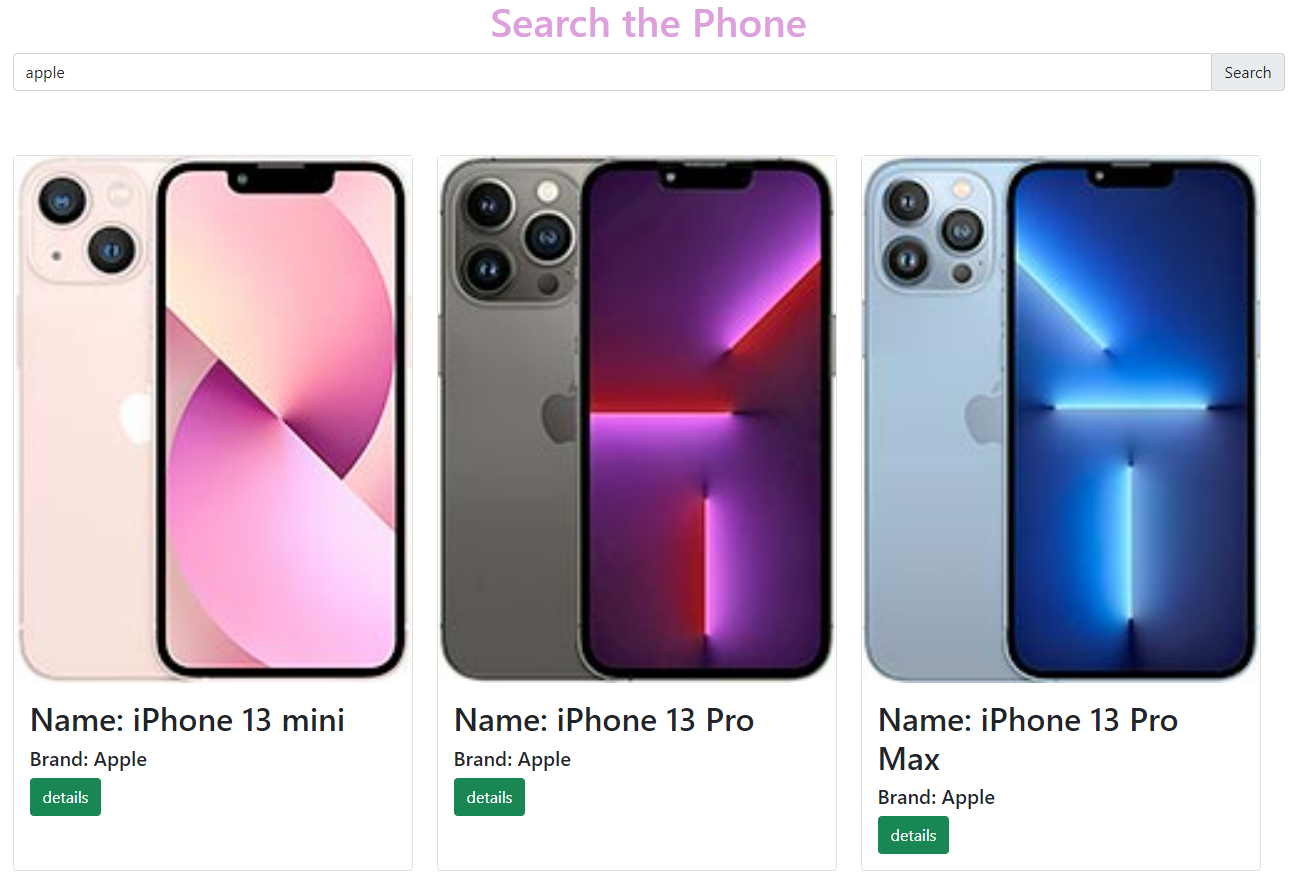 Search the Phone
apple
Search
Name: iPhone 13 mini
Brand: Apple
details
Name: iPhone 13 Pro
Brand: Apple
details
Name: iPhone 13 Pro
Max
Brand: Apple
details